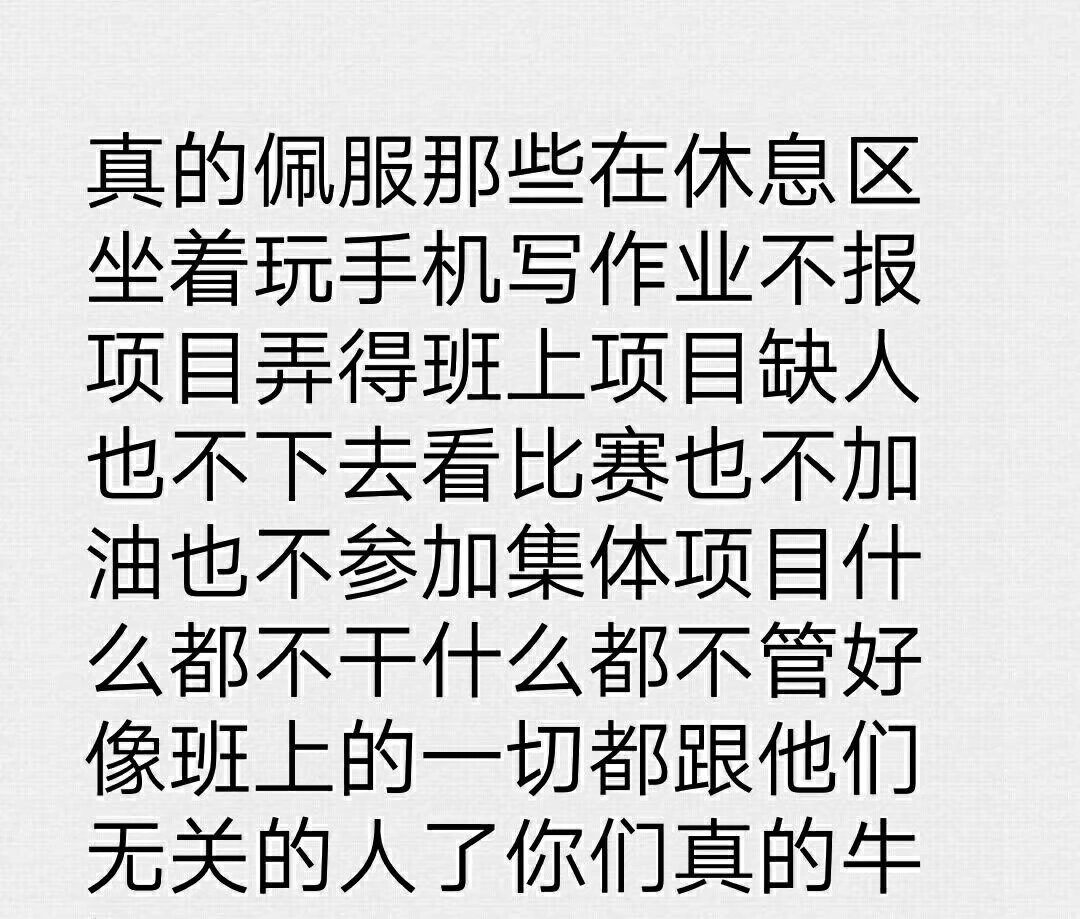 真的佩服那些在休息区
坐着玩手机写作业不报
项目弄得班上项目缺人
也不下去看比赛也不加
油也不参加集体项目什
么都不干什么都不管好
像班上的一切都跟他们
无关的人了你们真的牛